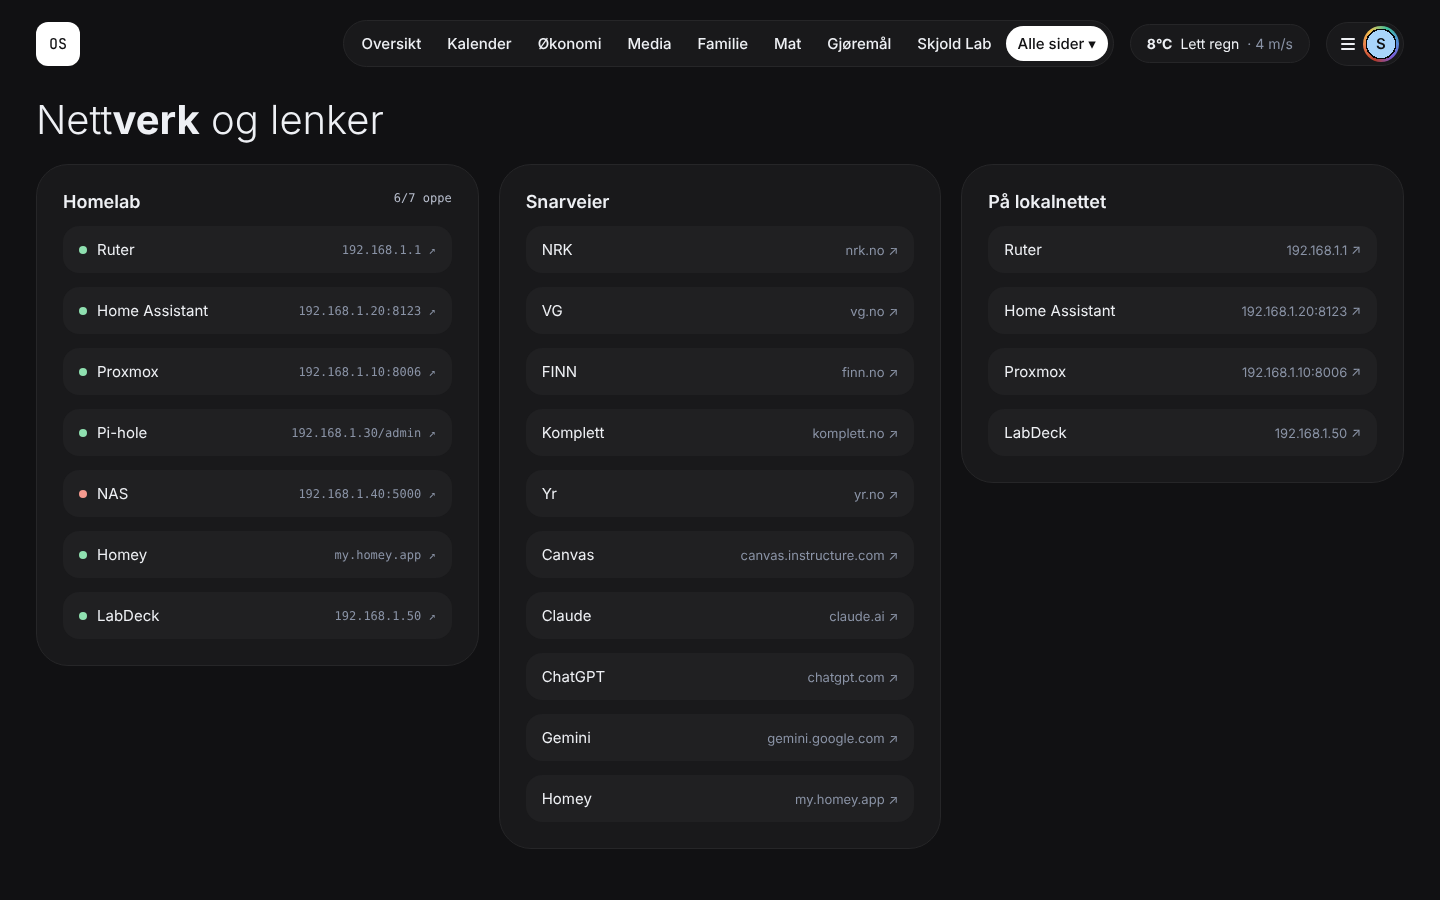 OS
Oversikt Kalender Økonomi Media Familie Mat Gjøremål Skjold Lab Alle sider ▾
8°C Lett regn · 4 m/s
S
Nettverk og lenker
Homelab 6/7 oppe
Ruter 192.168.1.1 ↗
Home Assistant 192.168.1.20:8123 ↗
Proxmox 192.168.1.10:8006 ↗
Pi-hole 192.168.1.30/admin ↗
NAS 192.168.1.40:5000 ↗
Homey my.homey.app ↗
LabDeck 192.168.1.50 ↗
Snarveier
NRK nrk.no ↗
VG vg.no ↗
FINN finn.no ↗
Komplett komplett.no ↗
Yr yr.no ↗
Canvas canvas.instructure.com ↗
Claude claude.ai ↗
ChatGPT chatgpt.com ↗
Gemini gemini.google.com ↗
Homey my.homey.app ↗
På lokalnettet
Ruter 192.168.1.1 ↗
Home Assistant 192.168.1.20:8123 ↗
Proxmox 192.168.1.10:8006 ↗
LabDeck 192.168.1.50 ↗